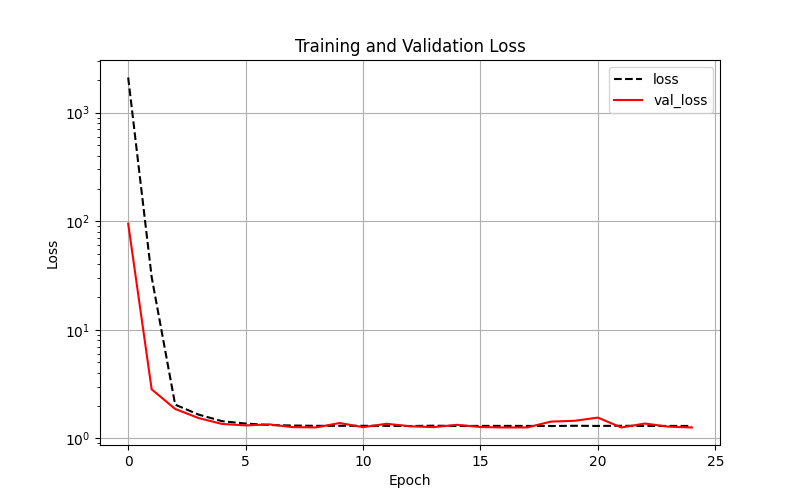 Training and Validation Loss
loss
val_loss
10³
10²
10¹
10⁰
Loss
0 5 10 15 20 25
Epoch